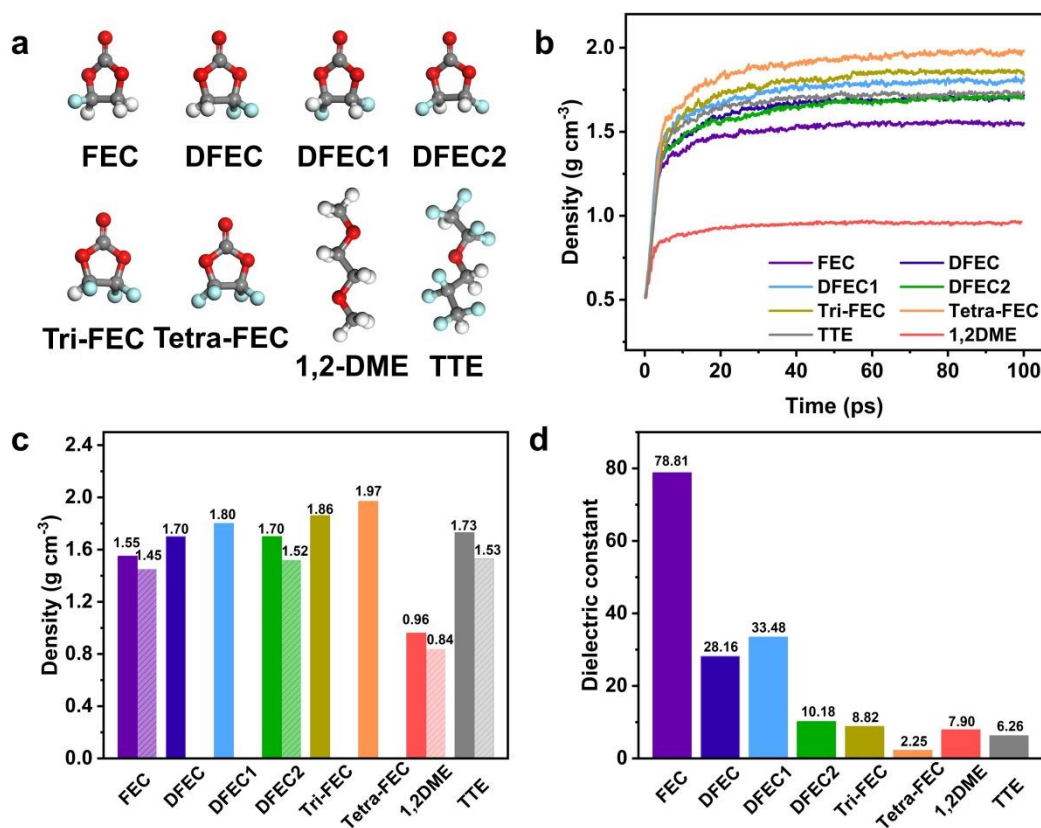 a
FEC DFEC DFEC1 DFEC2
Tri-FEC Tetra-FEC 1,2-DME TTE
b
Density (g cm-3)
2.0
1.5
1.0
0.5
FEC DFEC
DFEC1 DFEC2
Tri-FEC Tetra-FEC
TTE 1,2DME
0 20 40 60 80 100
Time (ps)
c
Density (g cm-3)
2.4
2.0
1.6
1.2
0.8
0.4
0.0
1.55 1.45 1.70 1.80 1.70 1.52 1.86 1.97 0.96 0.84 1.73 1.53
FEC DFEC DFEC1 DFEC2 Tri-FEC Tetra-FEC 1,2DME TTE
d
Dielectric constant
80
60
40
20
0
78.81 28.16 33.48 10.18 8.82 2.25 7.90 6.26
FEC DFEC DFEC1 DFEC2 Tri-FEC Tetra-FEC 1,2DME TTE